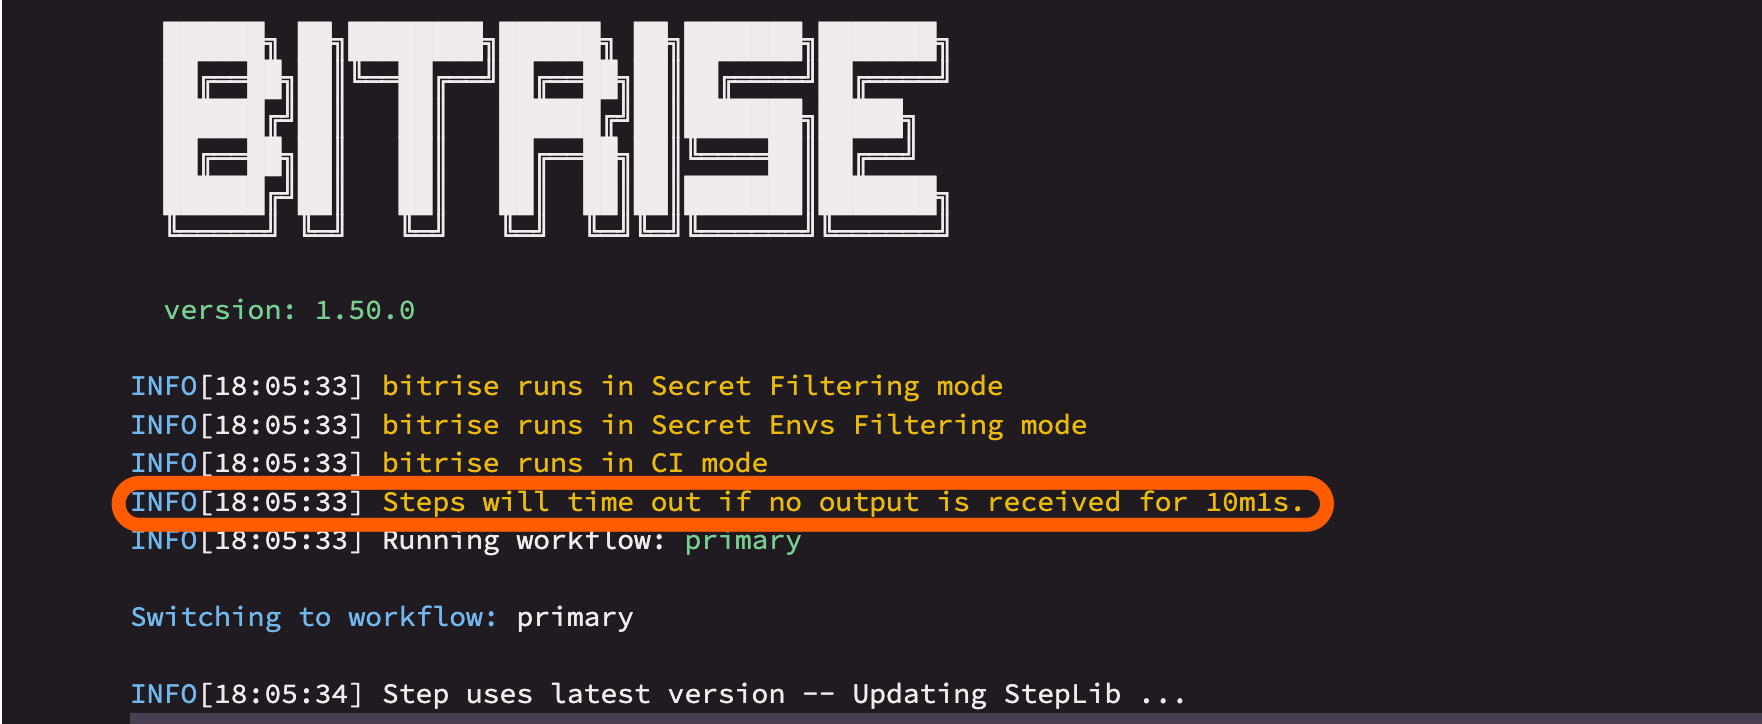 BITRISE
version: 1.50.0
INFO[18:05:33] bitrise runs in Secret Filtering mode
INFO[18:05:33] bitrise runs in Secret Envs Filtering mode
INFO[18:05:33] bitrise runs in CI mode
INFO[18:05:33] Steps will time out if no output is received for 10m1s.
INFO[18:05:33] Running workflow: primary
Switching to workflow: primary
INFO[18:05:34] Step uses latest version -- Updating StepLib ...